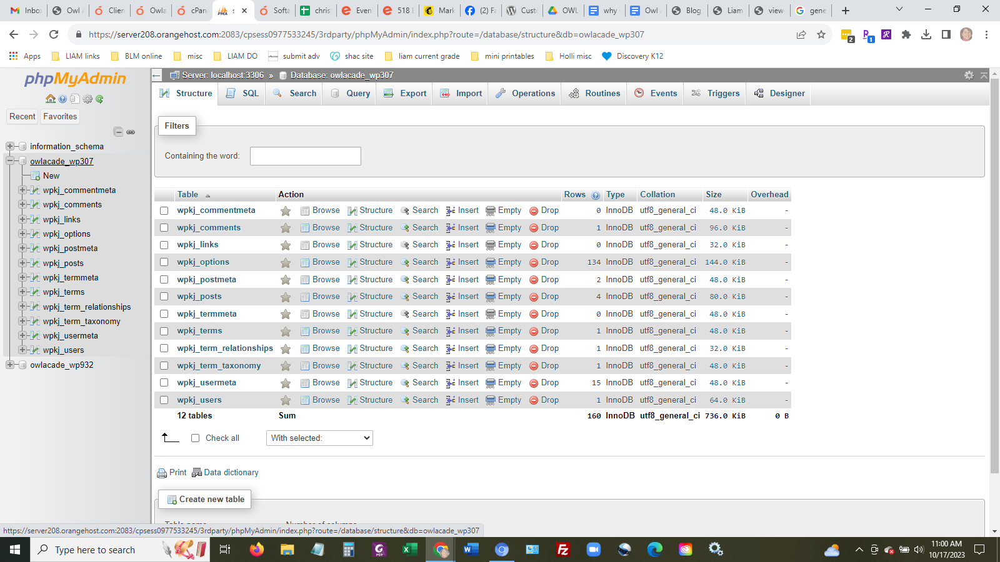 Inbo Owl Clien Owla cPan s Softa chris Even 518 E Mark (2) Fa Cust OWL why Owl Blog Liam view gene
https://server208.orangehost.com:2083/cpsess0977533245/3rdparty/phpMyAdmin/index.php?route=/database/structure&db=owlacade_wp307
2 1
Apps LIAM links BLM online misc LIAM DO submit adv shac site liam current grade mini printables Holli misc Discovery K12
phpMyAdmin
Recent Favorites
information_schema
owlacade_wp307
New
wpkj_commentmeta
wpkj_comments
wpkj_links
wpkj_options
wpkj_postmeta
wpkj_posts
wpkj_termmeta
wpkj_terms
wpkj_term_relationships
wpkj_term_taxonomy
wpkj_usermeta
wpkj_users
owlacade_wp932
Server: localhost:3306 » Database: owlacade_wp307
Structure SQL Search Query Export Import Operations Routines Events Triggers Designer
Filters
Containing the word:
Table Action Rows Type Collation Size Overhead
wpkj_commentmeta Browse Structure Search Insert Empty Drop 0 InnoDB utf8_general_ci 48.0 KiB -
wpkj_comments Browse Structure Search Insert Empty Drop 1 InnoDB utf8_general_ci 96.0 KiB -
wpkj_links Browse Structure Search Insert Empty Drop 0 InnoDB utf8_general_ci 32.0 KiB -
wpkj_options Browse Structure Search Insert Empty Drop 134 InnoDB utf8_general_ci 144.0 KiB -
wpkj_postmeta Browse Structure Search Insert Empty Drop 2 InnoDB utf8_general_ci 48.0 KiB -
wpkj_posts Browse Structure Search Insert Empty Drop 4 InnoDB utf8_general_ci 80.0 KiB -
wpkj_termmeta Browse Structure Search Insert Empty Drop 0 InnoDB utf8_general_ci 48.0 KiB -
wpkj_terms Browse Structure Search Insert Empty Drop 1 InnoDB utf8_general_ci 48.0 KiB -
wpkj_term_relationships Browse Structure Search Insert Empty Drop 1 InnoDB utf8_general_ci 32.0 KiB -
wpkj_term_taxonomy Browse Structure Search Insert Empty Drop 1 InnoDB utf8_general_ci 48.0 KiB -
wpkj_usermeta Browse Structure Search Insert Empty Drop 15 InnoDB utf8_general_ci 48.0 KiB -
wpkj_users Browse Structure Search Insert Empty Drop 1 InnoDB utf8_general_ci 64.0 KiB -
12 tables Sum 160 InnoDB utf8_general_ci 736.0 KiB 0 B
Check all With selected:
Print Data dictionary
Create new table
Table name Number of columns
https://server208.orangehost.com:2083/cpsess0977533245/3rdparty/phpMyAdmin/index.php?route=/database/structure&db=owlacade_wp307
Type here to search
11:00 AM
10/17/2023